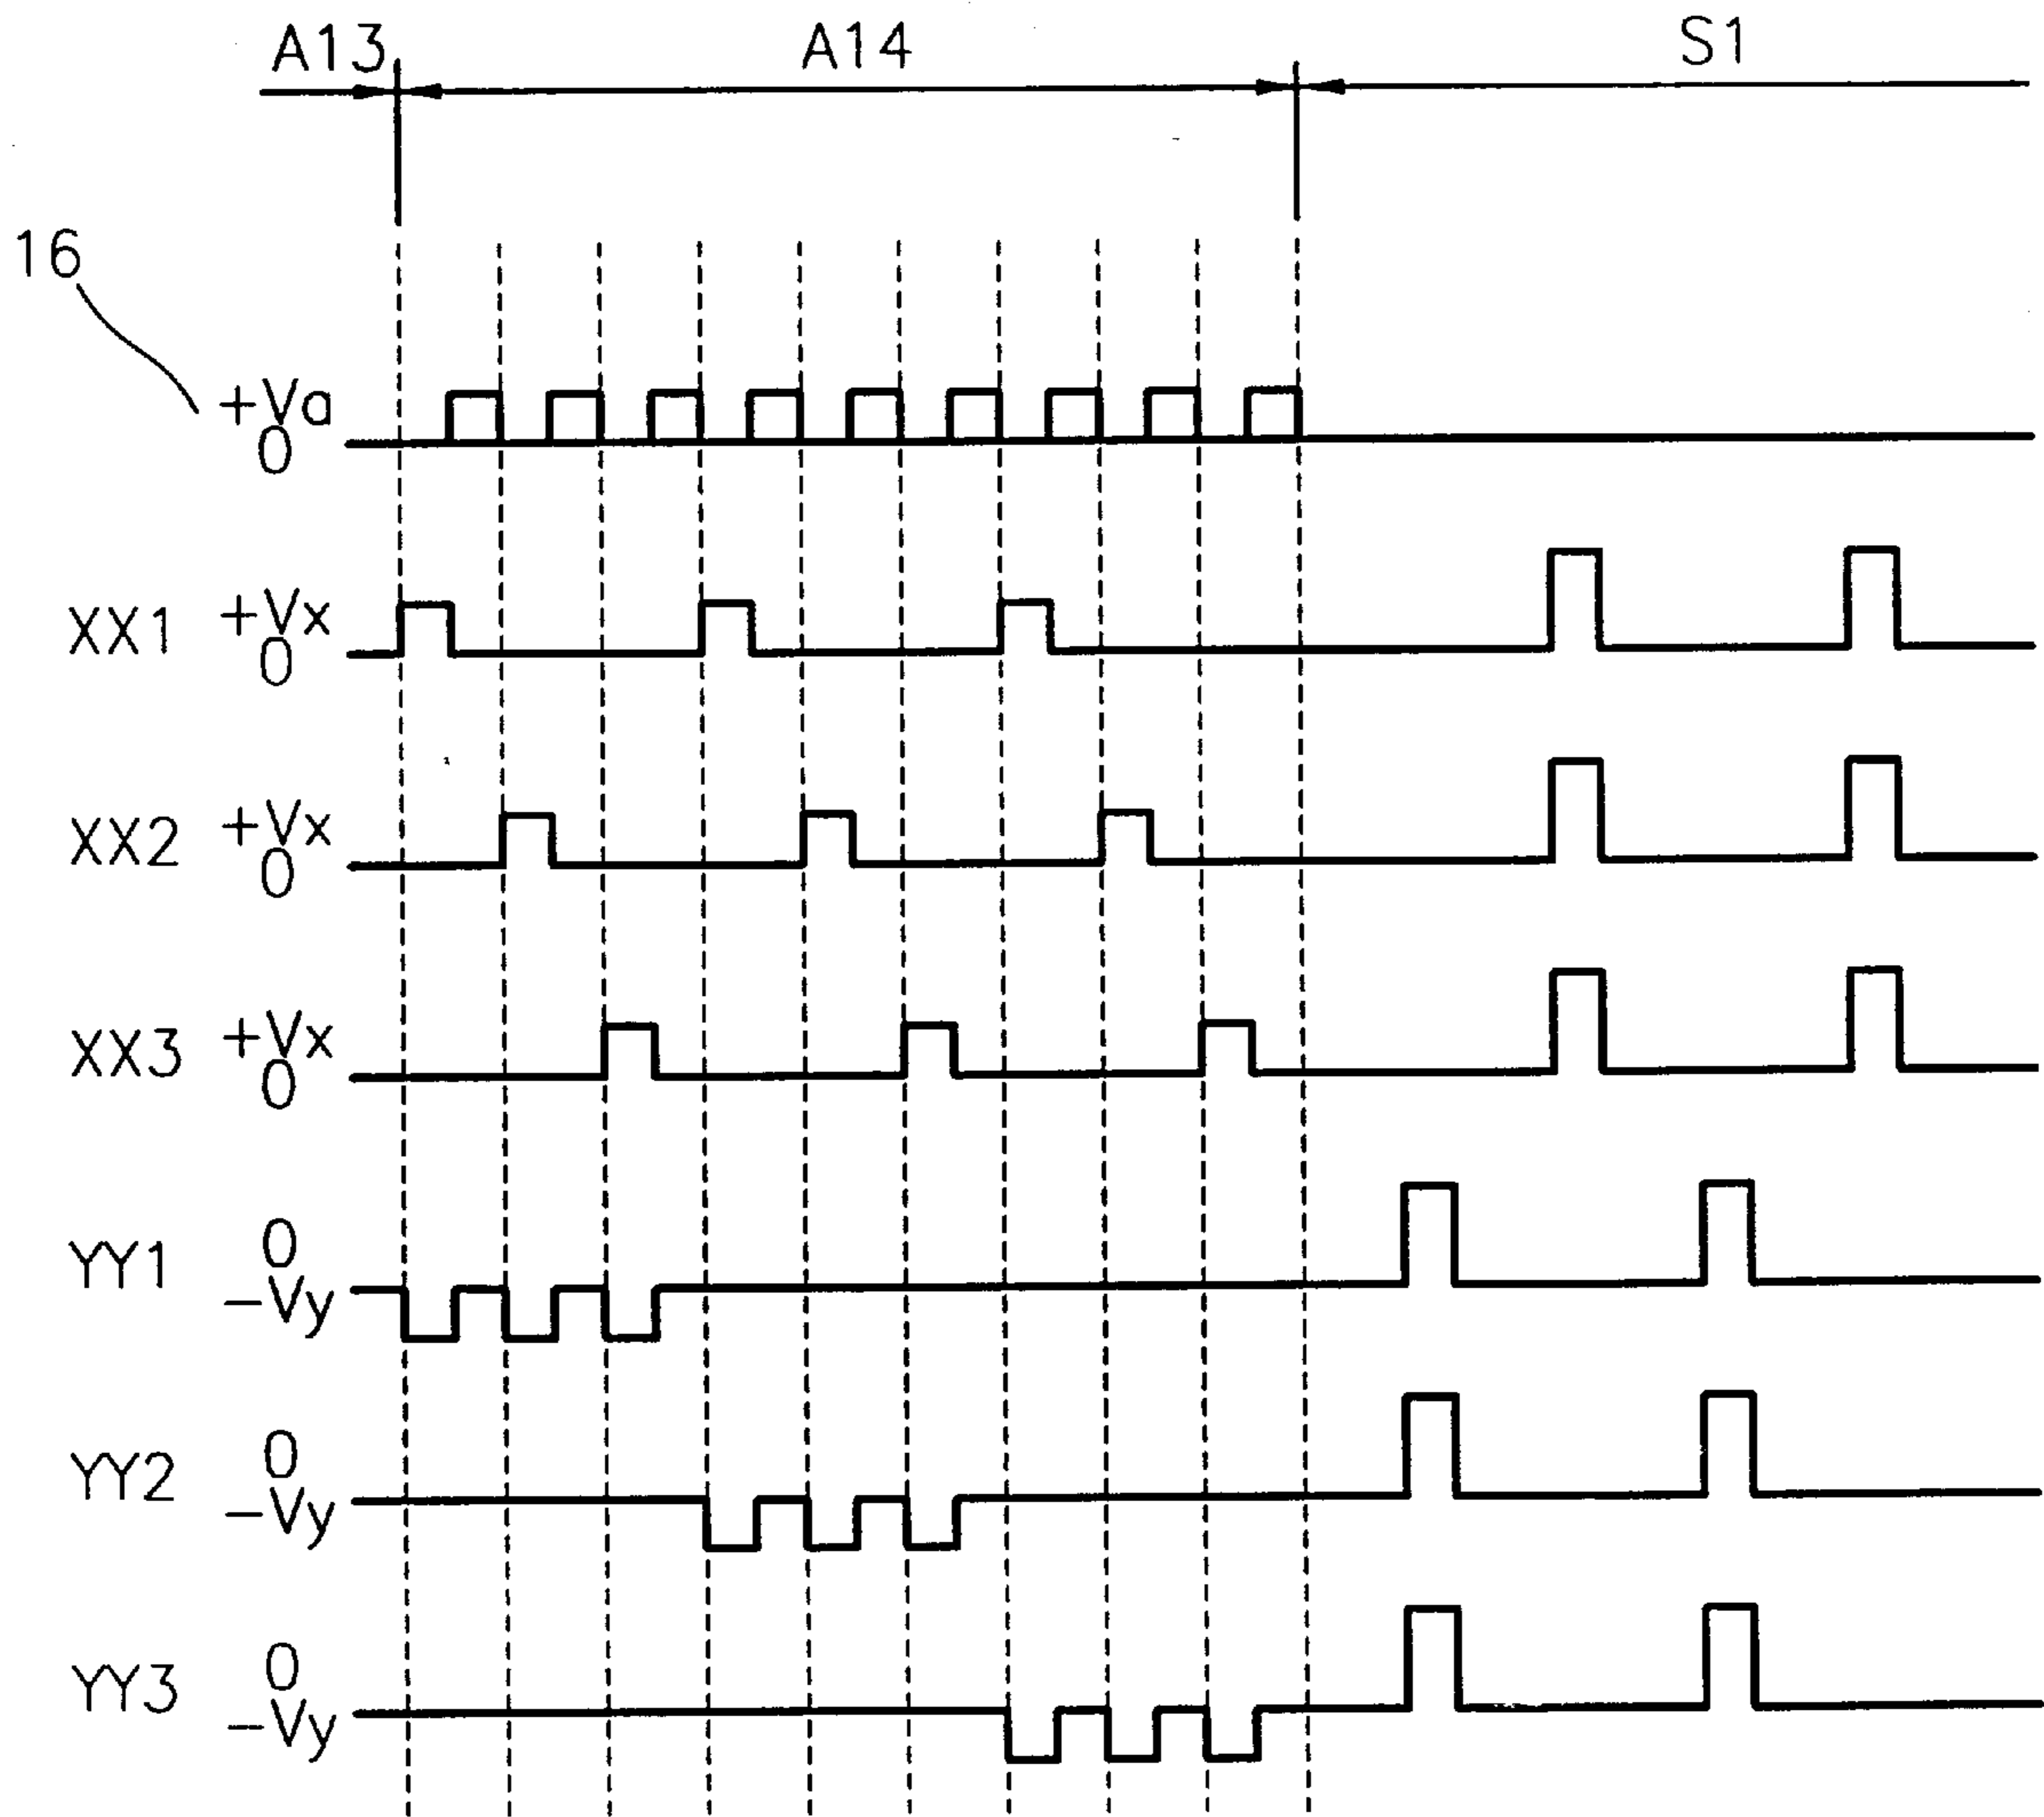 A13 A14 S1
16
+Va
0
XX1 +Vx
0
XX2 +Vx
0
XX3 +Vx
0
YY1 0
-Vy
YY2 0
-Vy
YY3 0
-Vy